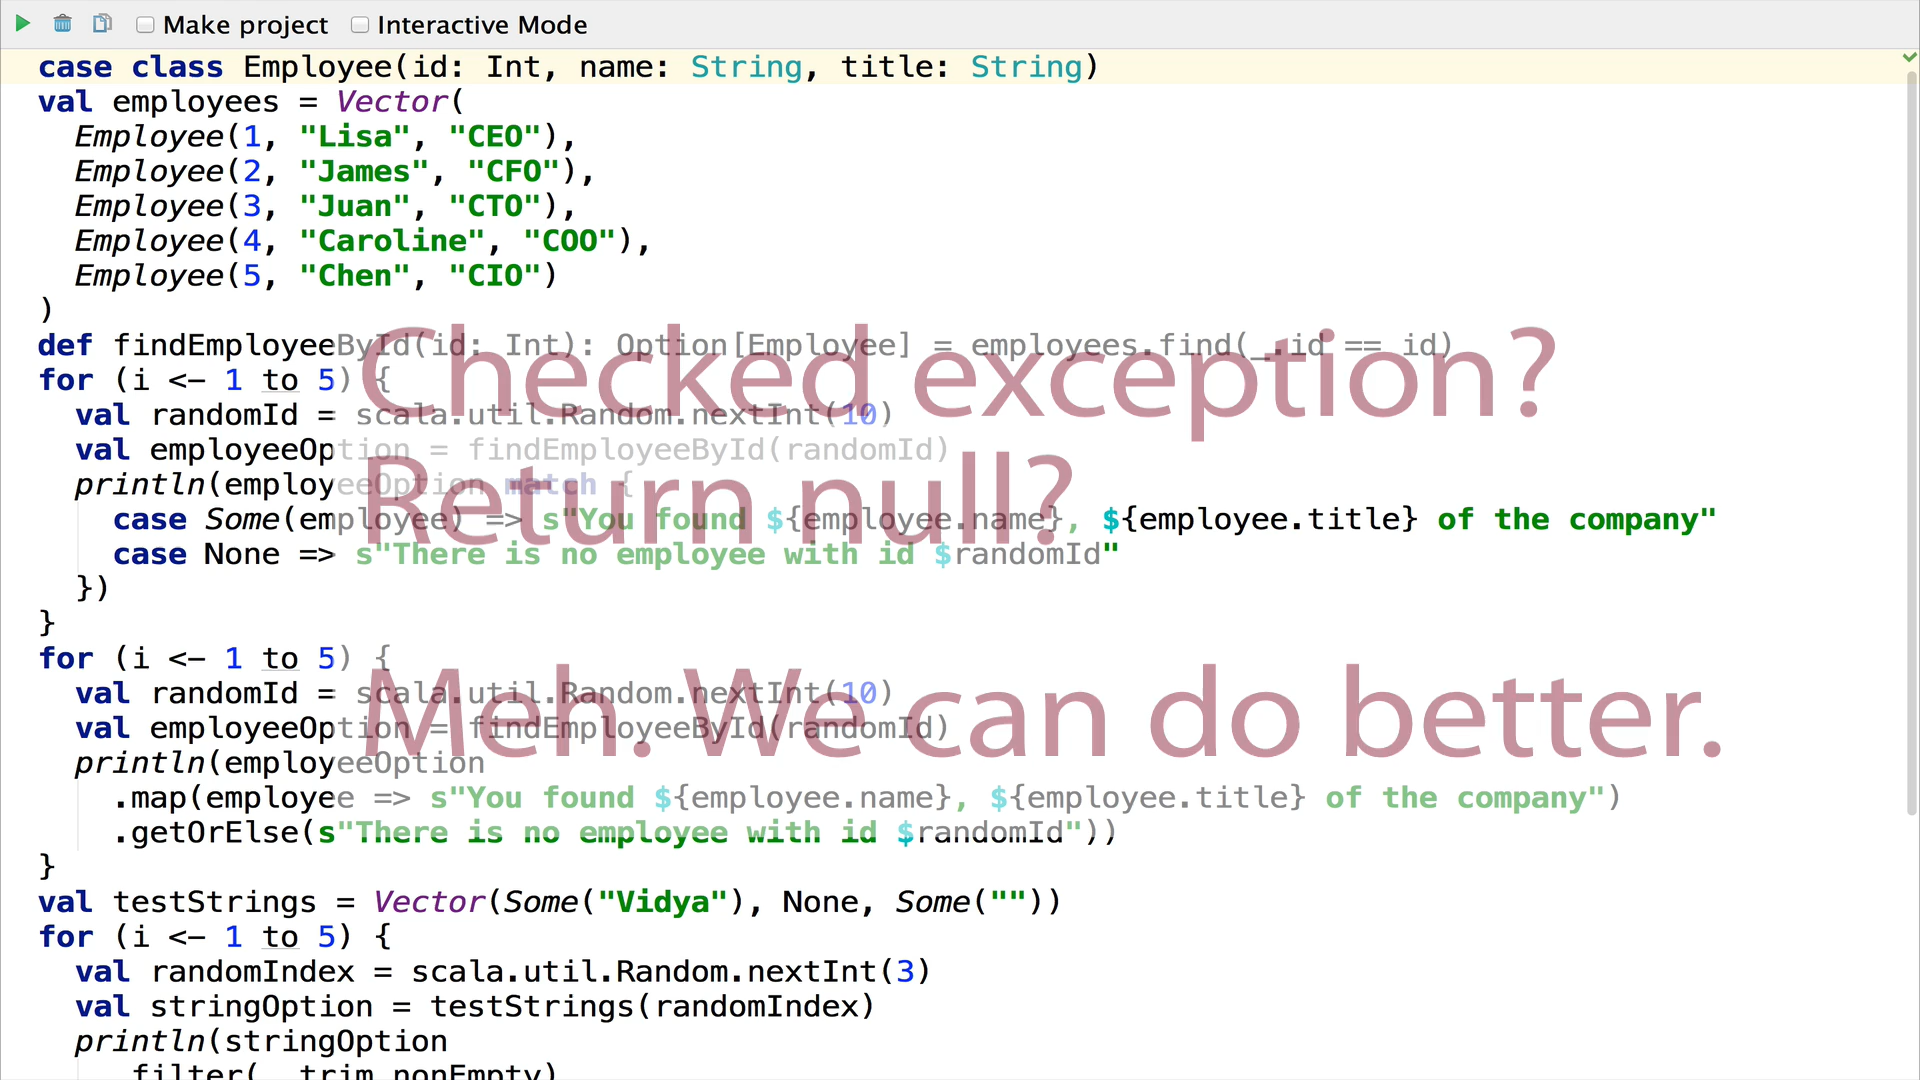 Make project Interactive Mode
case class Employee(id: Int, name: String, title: String)
val employees = Vector(
  Employee(1, "Lisa", "CEO"),
  Employee(2, "James", "CFO"),
  Employee(3, "Juan", "CTO"),
  Employee(4, "Caroline", "COO"),
  Employee(5, "Chen", "CIO")
)
def findEmployeeById(id: Int): Option[Employee] = employees.find(_.id == id)
Checked exception?
for (i <- 1 to 5) {
  val randomId = scala.util.Random.nextInt(10)
  val employeeOption = findEmployeeById(randomId)
  println(employeeOption match {
Return null?
    case Some(employee) => s"You found ${employee.name}, ${employee.title} of the company"
    case None => s"There is no employee with id $randomId"
  })
}
for (i <- 1 to 5) {
  val randomId = scala.util.Random.nextInt(10)
Meh. We can do better.
  val employeeOption = findEmployeeById(randomId)
  println(employeeOption
    .map(employee => s"You found ${employee.name}, ${employee.title} of the company")
    .getOrElse(s"There is no employee with id $randomId"))
}
val testStrings = Vector(Some("Vidya"), None, Some(""))
for (i <- 1 to 5) {
  val randomIndex = scala.util.Random.nextInt(3)
  val stringOption = testStrings(randomIndex)
  println(stringOption
    .filter(_.trim.nonEmpty)